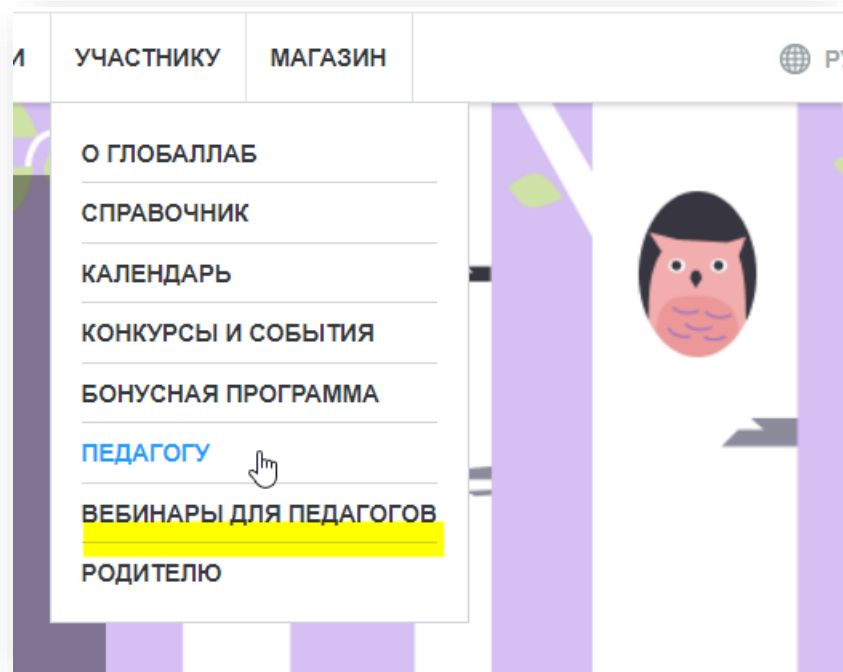 УЧАСТНИКУ МАГАЗИН
О ГЛОБАЛЛАБ
СПРАВОЧНИК
КАЛЕНДАРЬ
КОНКУРСЫ И СОБЫТИЯ
БОНУСНАЯ ПРОГРАММА
ПЕДАГОГУ
ВЕБИНАРЫ ДЛЯ ПЕДАГОГОВ
РОДИТЕЛЮ